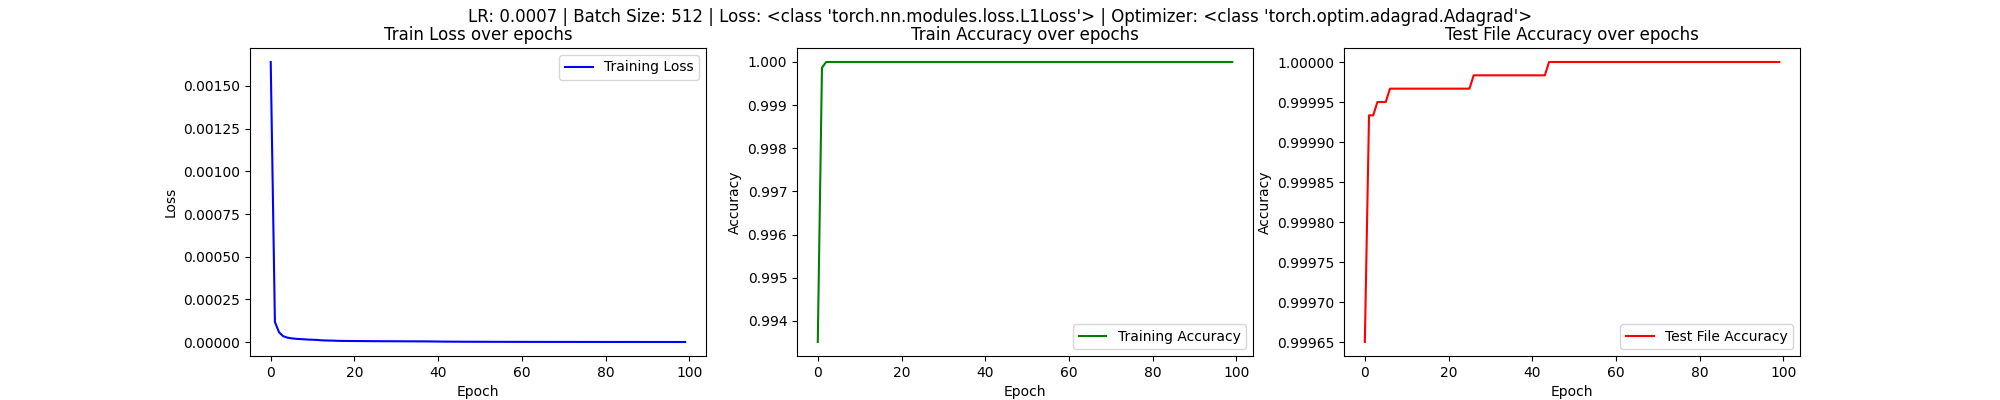 LR: 0.0007 | Batch Size: 512 | Loss: <class 'torch.nn.modules.loss.L1Loss'> | Optimizer: <class 'torch.optim.adagrad.Adagrad'>
Train Loss over epochs
Training Loss
0.00150
0.00125
0.00100
0.00075
0.00050
0.00025
0.00000
Loss
0 20 40 60 80 100
Epoch
Train Accuracy over epochs
1.000
0.999
0.998
0.997
0.996
0.995
0.994
Accuracy
Training Accuracy
0 20 40 60 80 100
Epoch
Test File Accuracy over epochs
1.00000
0.99995
0.99990
0.99985
0.99980
0.99975
0.99970
0.99965
Accuracy
Test File Accuracy
0 20 40 60 80 100
Epoch